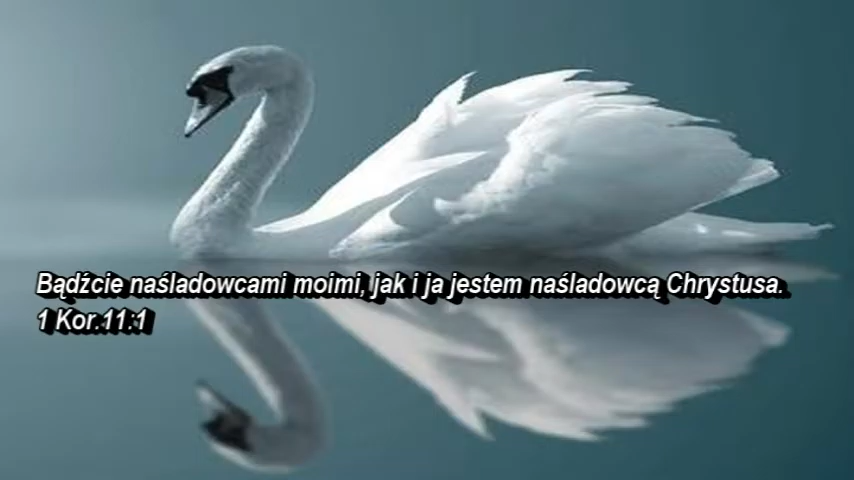 Bądźcie naśladowcami moimi, jak i ja jestem naśladowcą Chrystusa.
1 Kor.11:1